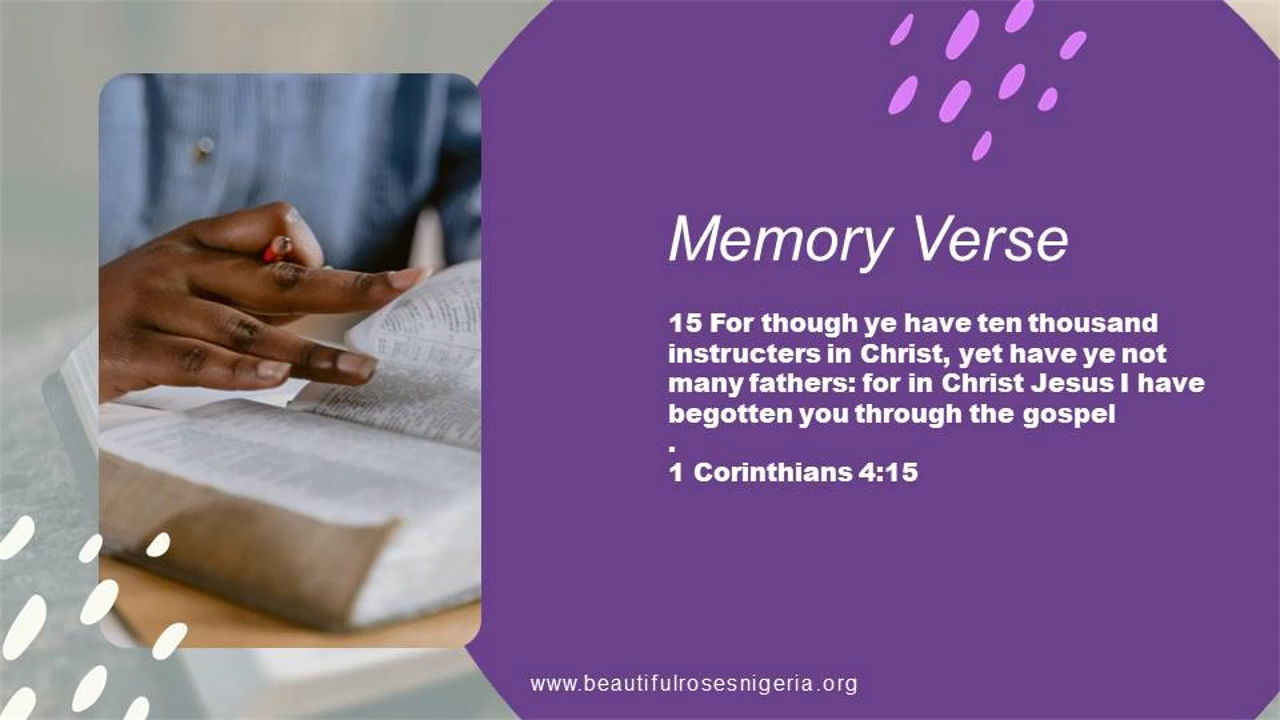 Memory Verse
15 For though ye have ten thousand
instructers in Christ, yet have ye not
many fathers: for in Christ Jesus I have
begotten you through the gospel
.
1 Corinthians 4:15
www.beautifulrosesnigeria.org